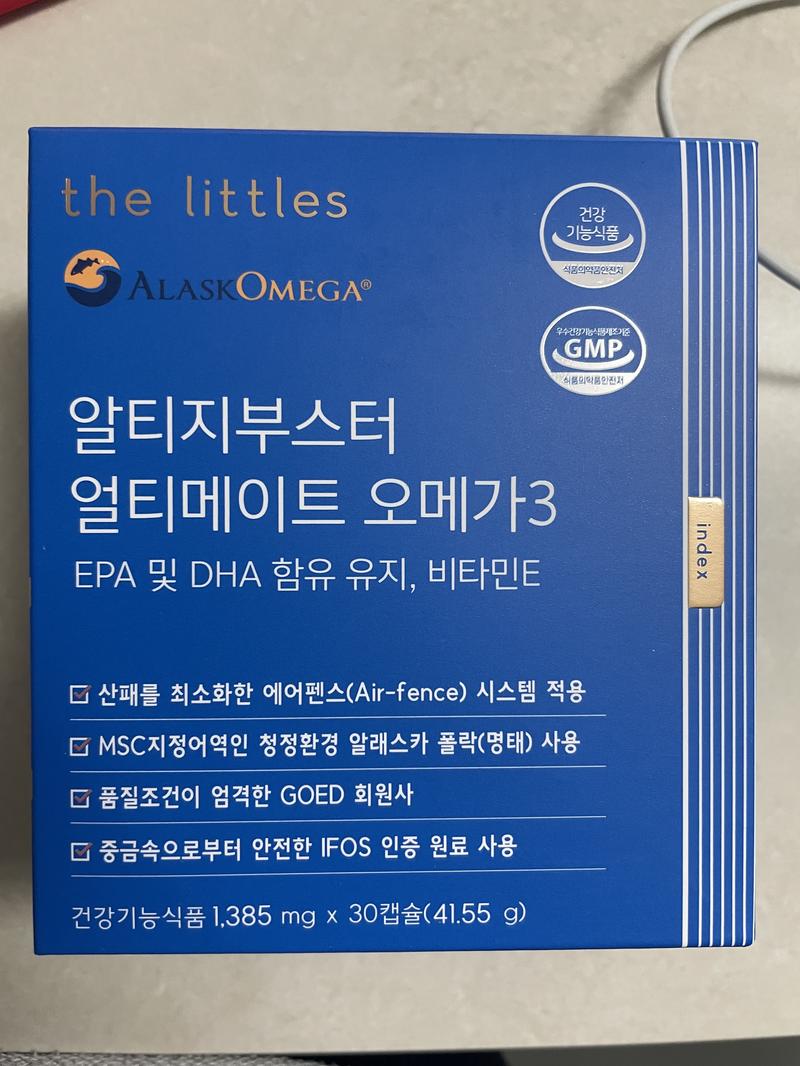 the littles
ALASKOMEGA®
건강
기능식품
식품의약품안전처
우수건강기능식품제조기준
GMP
식품의약품안전처
알티지부스터
얼티메이트 오메가3
EPA 및 DHA 함유 유지, 비타민E
index
산패를 최소화한 에어펜스(Air-fence) 시스템 적용
MSC지정어역인 청정환경 알래스카 폴락(명태) 사용
품질조건이 엄격한 GOED 회원사
중금속으로부터 안전한 IFOS 인증 원료 사용
건강기능식품 1,385 mg x 30캡슐(41.55 g)